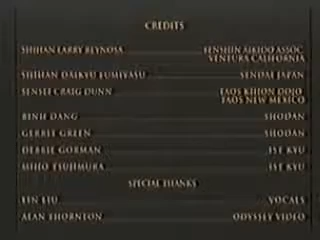 CREDITS
SHIHAN LARRY REYNOSA TENSHIN AIKIDO ASSOC.
VENTURA CALIFORNIA
SHIHAN DAIKYU FUMIYASU SENDAI JAPAN
SENSEI CRAIG DUNN TAOS KIHON DOJO
TAOS NEW MEXICO
BINH DANG SHODAN
GERRIE GREEN SHODAN
DEBBIE GORMAN 1ST KYU
MIHO TSUJIMURA 1ST KYU
SPECIAL THANKS
LIU VOCALS
ALAN THORNTON ODYSSEY VIDEO